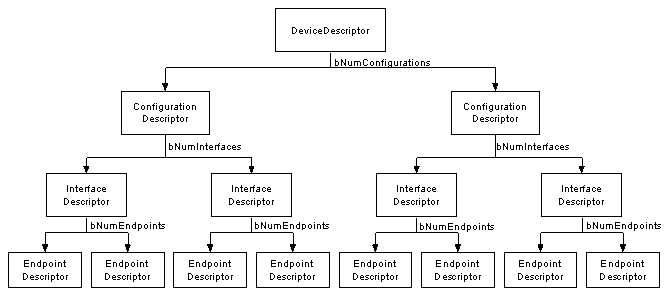 DeviceDescriptor
bNumConfigurations
Configuration
Descriptor
Configuration
Descriptor
bNumInterfaces
bNumInterfaces
Interface
Descriptor
Interface
Descriptor
Interface
Descriptor
Interface
Descriptor
bNumEndpoints
bNumEndpoints
bNumEndpoints
bNumEndpoints
Endpoint
Descriptor
Endpoint
Descriptor
Endpoint
Descriptor
Endpoint
Descriptor
Endpoint
Descriptor
Endpoint
Descriptor
Endpoint
Descriptor
Endpoint
Descriptor